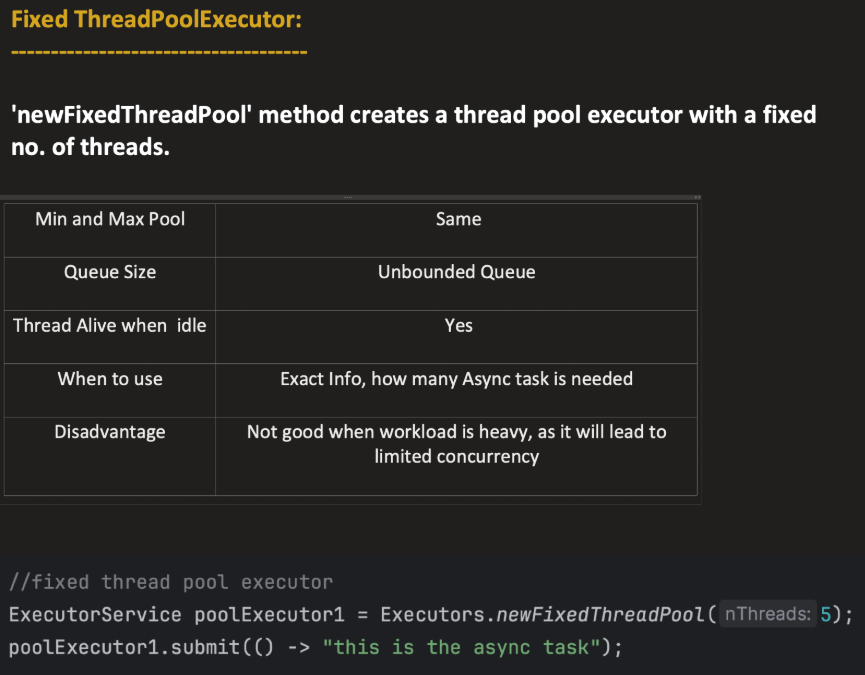 Fixed ThreadPoolExecutor:
-------------------------------------
'newFixedThreadPool' method creates a thread pool executor with a fixed
no. of threads.
Min and Max Pool Same
Queue Size Unbounded Queue
Thread Alive when idle Yes
When to use Exact Info, how many Async task is needed
Disadvantage Not good when workload is heavy, as it will lead to
limited concurrency
//fixed thread pool executor
ExecutorService poolExecutor1 = Executors.newFixedThreadPool( nThreads: 5);
poolExecutor1.submit(() -> "this is the async task");